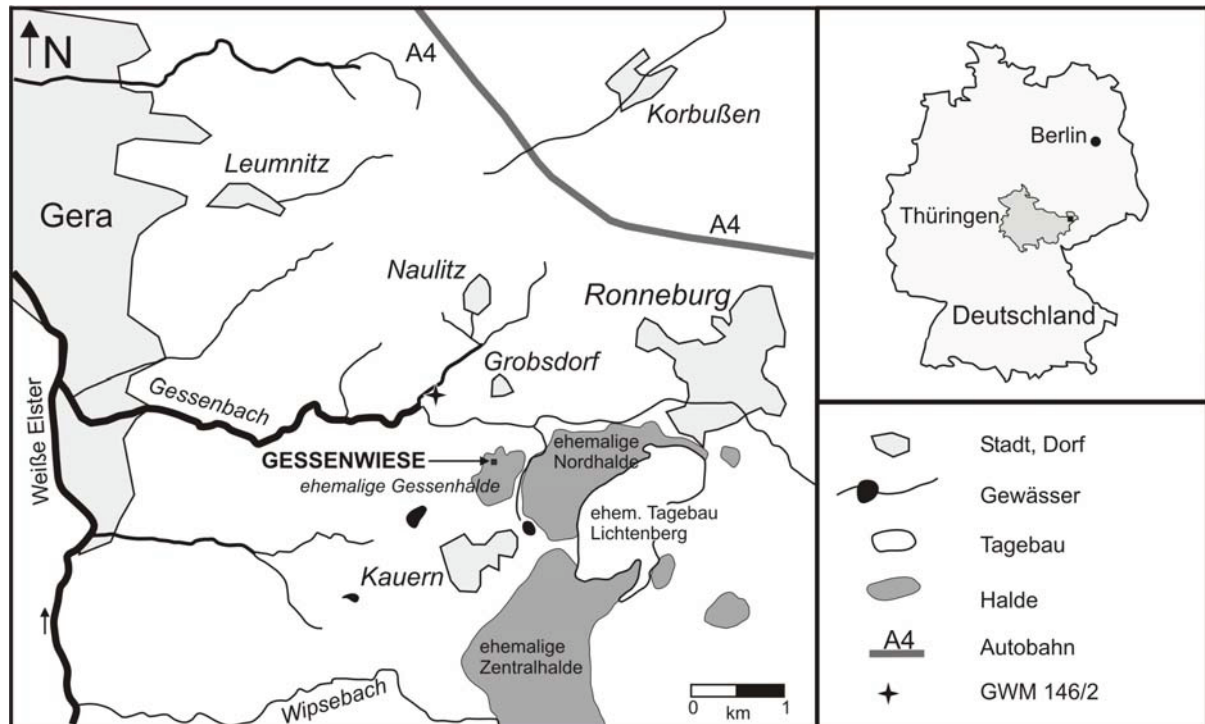 N
A4
Korbußen
Leumnitz
Gera
A4
Naulitz
Ronneburg
Grobsdorf
Gessenbach
Weiße Elster
ehemalige
Nordhalde
GESSENWIESE
ehemalige Gessenhalde
ehem. Tagebau
Lichtenberg
Kauern
ehemalige
Zentralhalde
Wipsebach
0 1
km
Berlin
Thüringen
Deutschland
Stadt, Dorf
Gewässer
Tagebau
Halde
A4 Autobahn
GWM 146/2